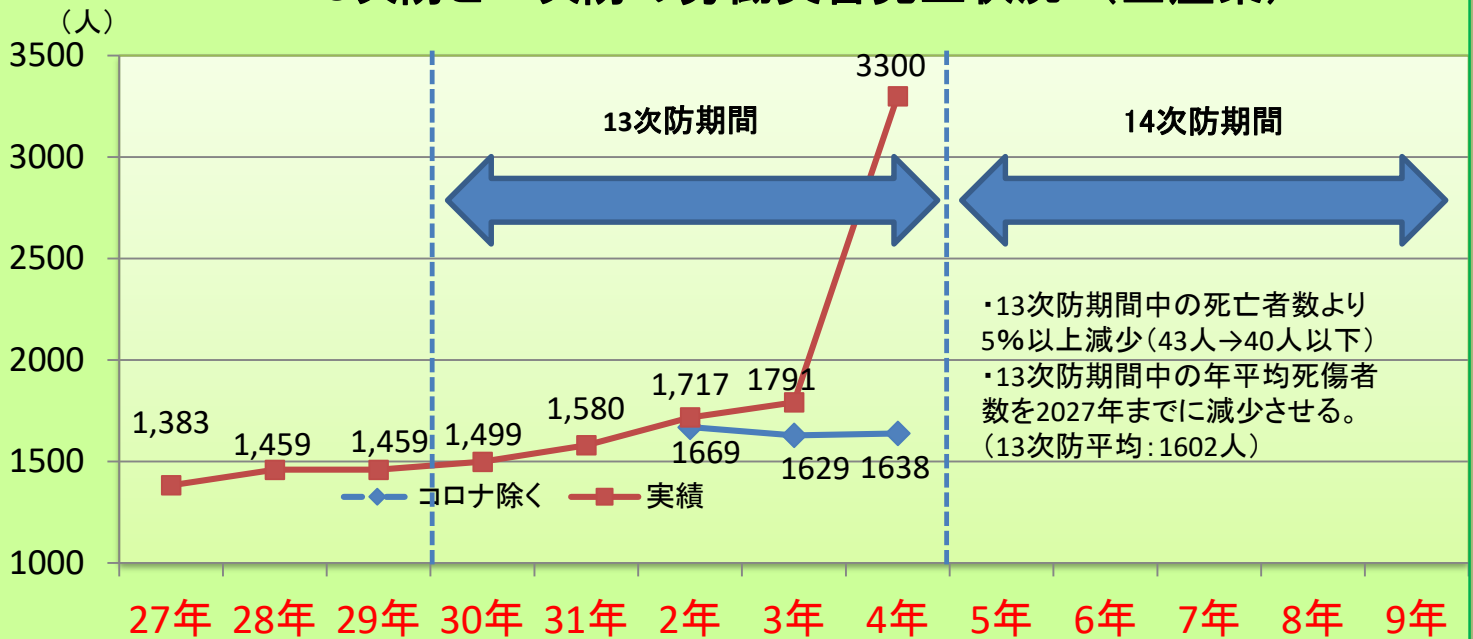 (人)
3500
3000
2500
2000
1500
1000
13次防期間
14次防期間
3300
1,383
1,459
1,459
1,499
1,580
1,717
1791
1669
1629
1638
コロナ除く
実績
・13次防期間中の死亡者数より
5%以上減少(43人→40人以下)
・13次防期間中の年平均死傷者
数を2027年までに減少させる。
(13次防平均:1602人)
27年 28年 29年 30年 31年 2年 3年 4年 5年 6年 7年 8年 9年